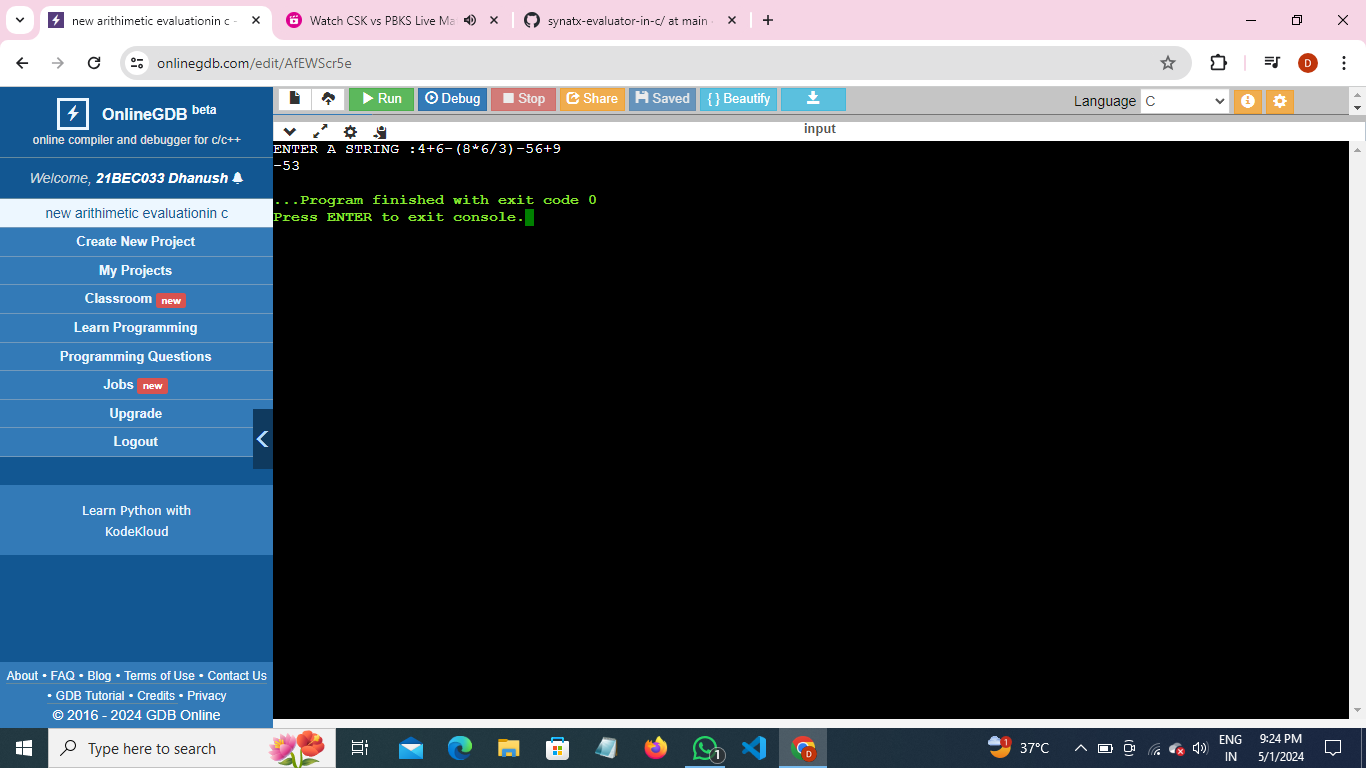 new arithimetic evaluationin c -
Watch CSK vs PBKS Live Ma
synatx-evaluator-in-c/ at main
onlinegdb.com/edit/AfEWScr5e
D
OnlineGDB beta
online compiler and debugger for c/c++
Welcome, 21BEC033 Dhanush
new arithimetic evaluationin c
Create New Project
My Projects
Classroom new
Learn Programming
Programming Questions
Jobs new
Upgrade
Logout
Learn Python with
KodeKloud
About • FAQ • Blog • Terms of Use • Contact Us
• GDB Tutorial • Credits • Privacy
© 2016 - 2024 GDB Online
Run Debug Stop Share Saved { } Beautify
Language C
input
ENTER A STRING :4+6-(8*6/3)-56+9
-53
...Program finished with exit code 0
Press ENTER to exit console.
Type here to search
1
D
1
37°C
ENG
IN
9:24 PM
5/1/2024